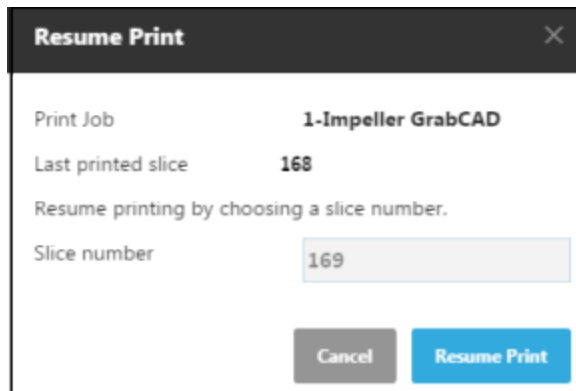 Resume Print
Print Job 1-Impeller GrabCAD
Last printed slice 168
Resume printing by choosing a slice number.
Slice number 169
Cancel Resume Print